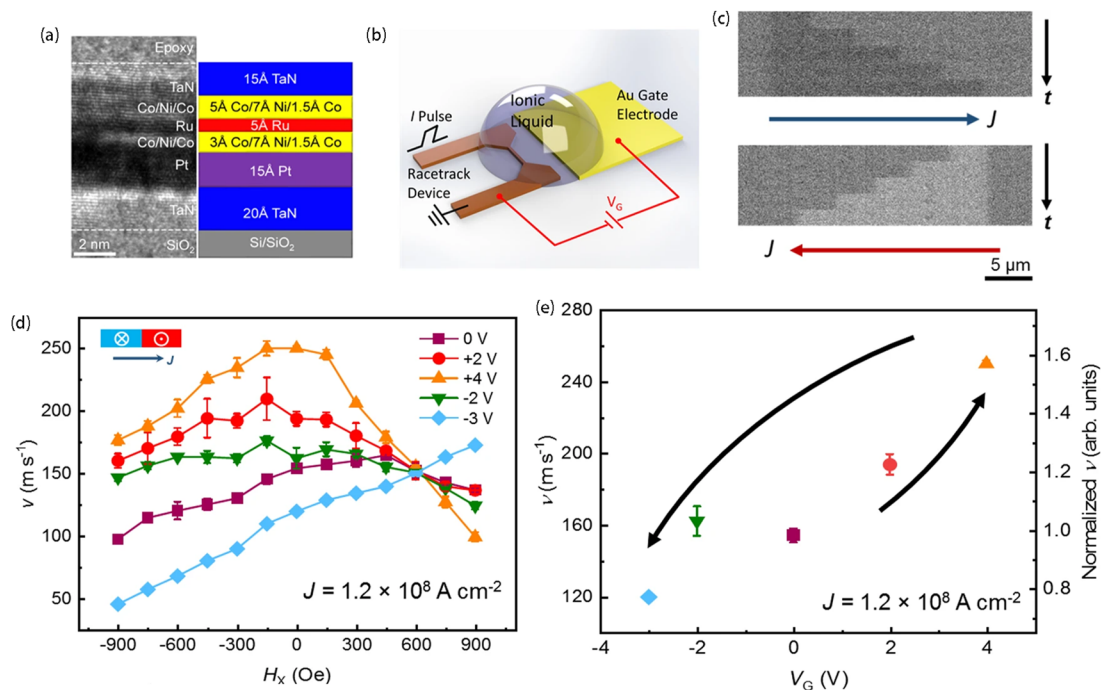 (a)
Epoxy
TaN
Co/Ni/Co
Ru
Co/Ni/Co
Pt
TaN
2 nm
SiO2
15Å TaN
5Å Co/7Å Ni/1.5Å Co
5Å Ru
3Å Co/7Å Ni/1.5Å Co
15Å Pt
20Å TaN
Si/SiO2
(b)
Ionic
Liquid
Au Gate
Electrode
I Pulse
Racetrack
Device
VG
(c)
t
J
t
J
5 µm
(d)
J
0 V
+2 V
+4 V
-2 V
-3 V
250
200
150
100
50
v (m s-1)
J = 1.2 × 10⁸ A cm-2
-900 -600 -300 0 300 600 900
HX (Oe)
(e)
280
240
200
160
120
v (m s-1)
1.6
1.4
1.2
1.0
0.8
Normalized v (arb. units)
J = 1.2 × 10⁸ A cm-2
-4 -2 0 2 4
VG (V)